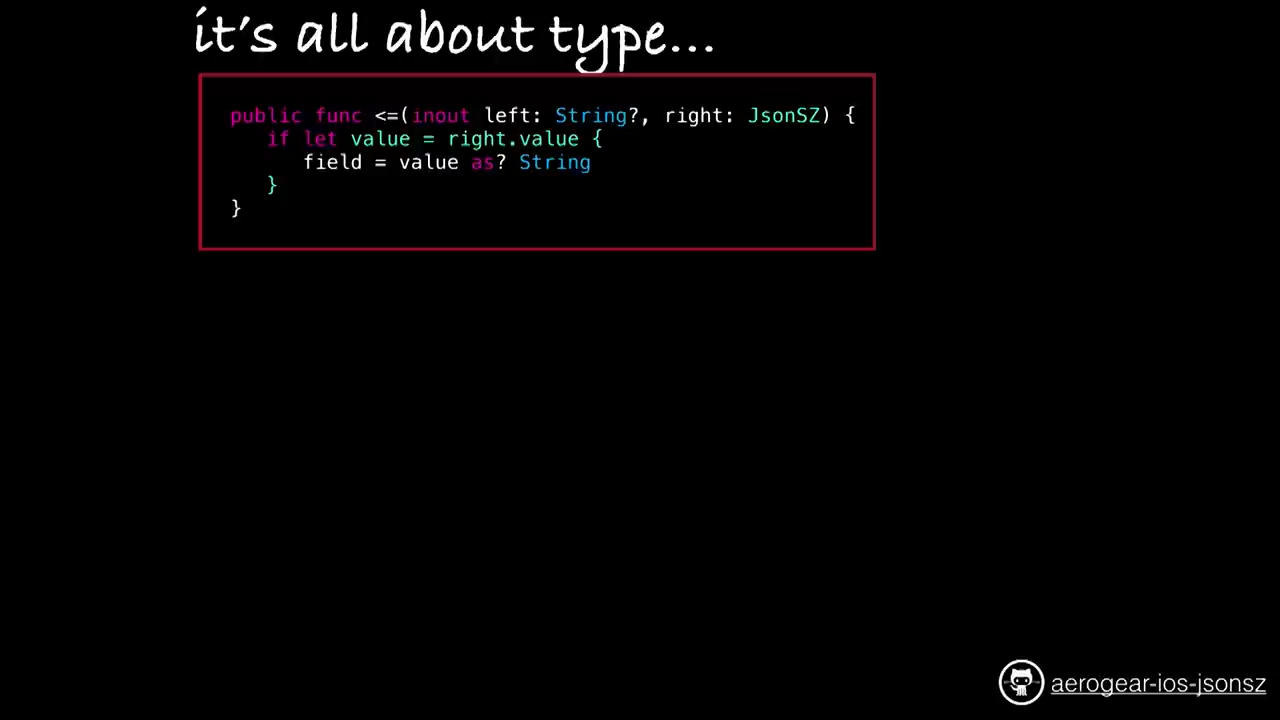 it's all about type...
public func <=(inout left: String?, right: JsonSZ) {
if let value = right.value {
field = value as? String
}
}
aerogear-ios-jsonsz